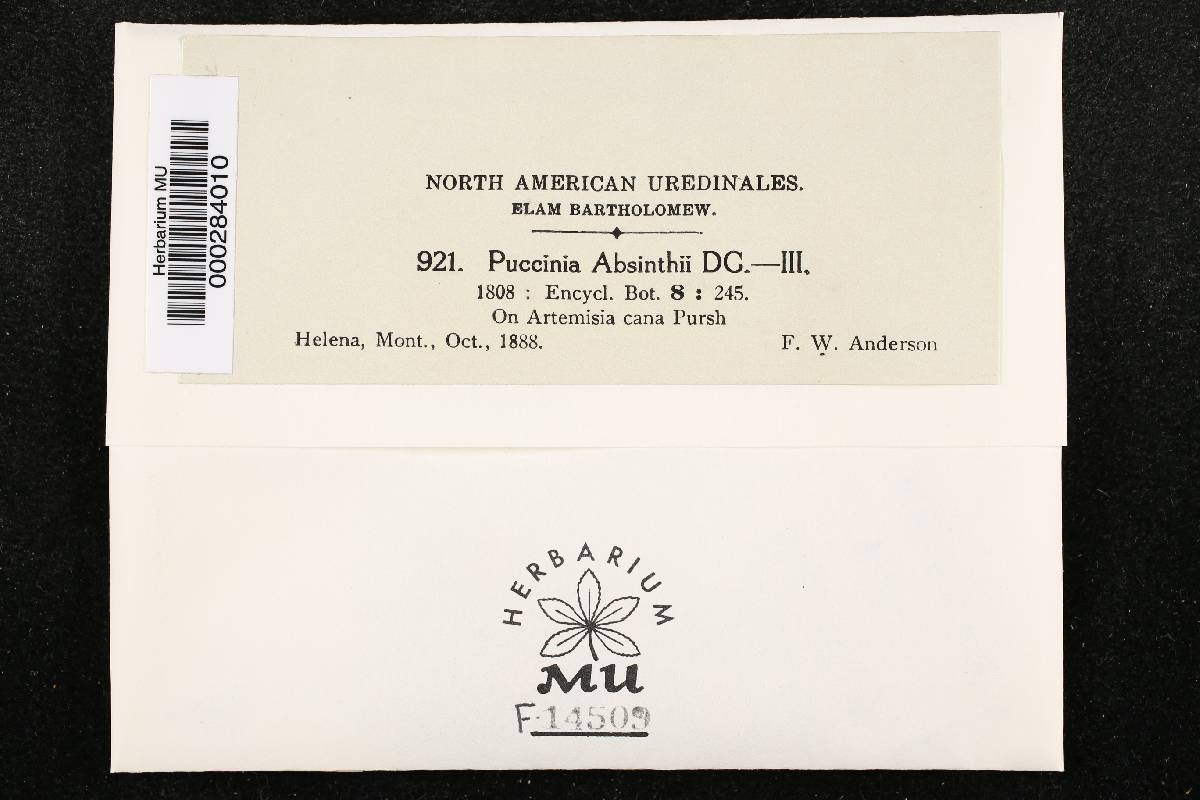 Herbarium MU
000284010
NORTH AMERICAN UREDINALES.
ELAM BARTHOLOMEW.
921. Puccinia Absinthii DC.—III.
1808 : Encycl. Bot. 8 : 245.
On Artemisia cana Pursh
Helena, Mont., Oct., 1888. F. W. Anderson
HERBARIUM
MU
F-14509